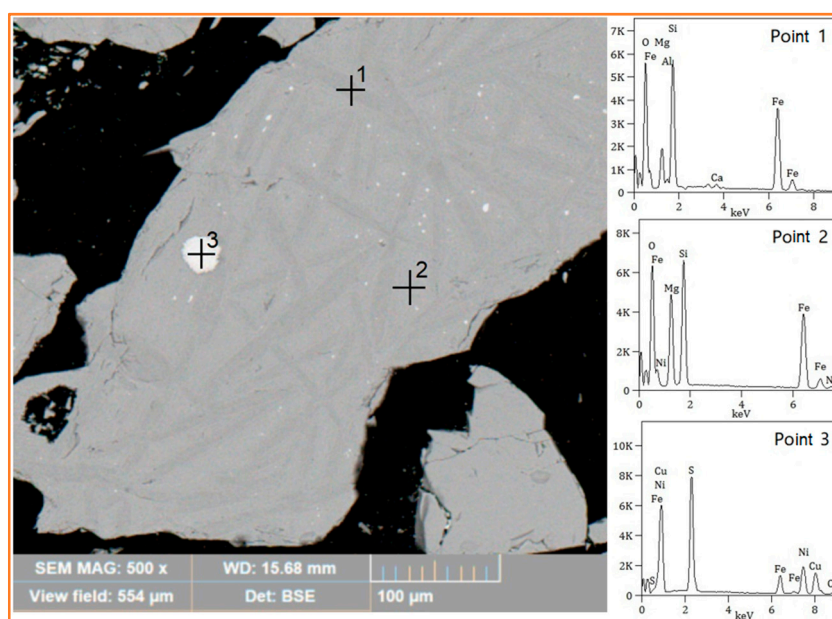 1
3
2
SEM MAG: 500 x
WD: 15.68 mm
View field: 554 µm
Det: BSE
100 µm
Point 1
7K
6K
5K
4K
3K
2K
1K
0
O
Fe
Mg
Al
Si
Ca
Fe
Fe
0 2 4 6 8
keV
Point 2
8K
6K
4K
2K
0
O
Fe
Ni
Mg
Si
Fe
Fe
N
0 2 4 6
keV
Point 3
10K
8K
6K
4K
2K
0
Cu
Ni
Fe
S
S
Fe
Fe
Ni
Cu
0 2 4 6 8
keV